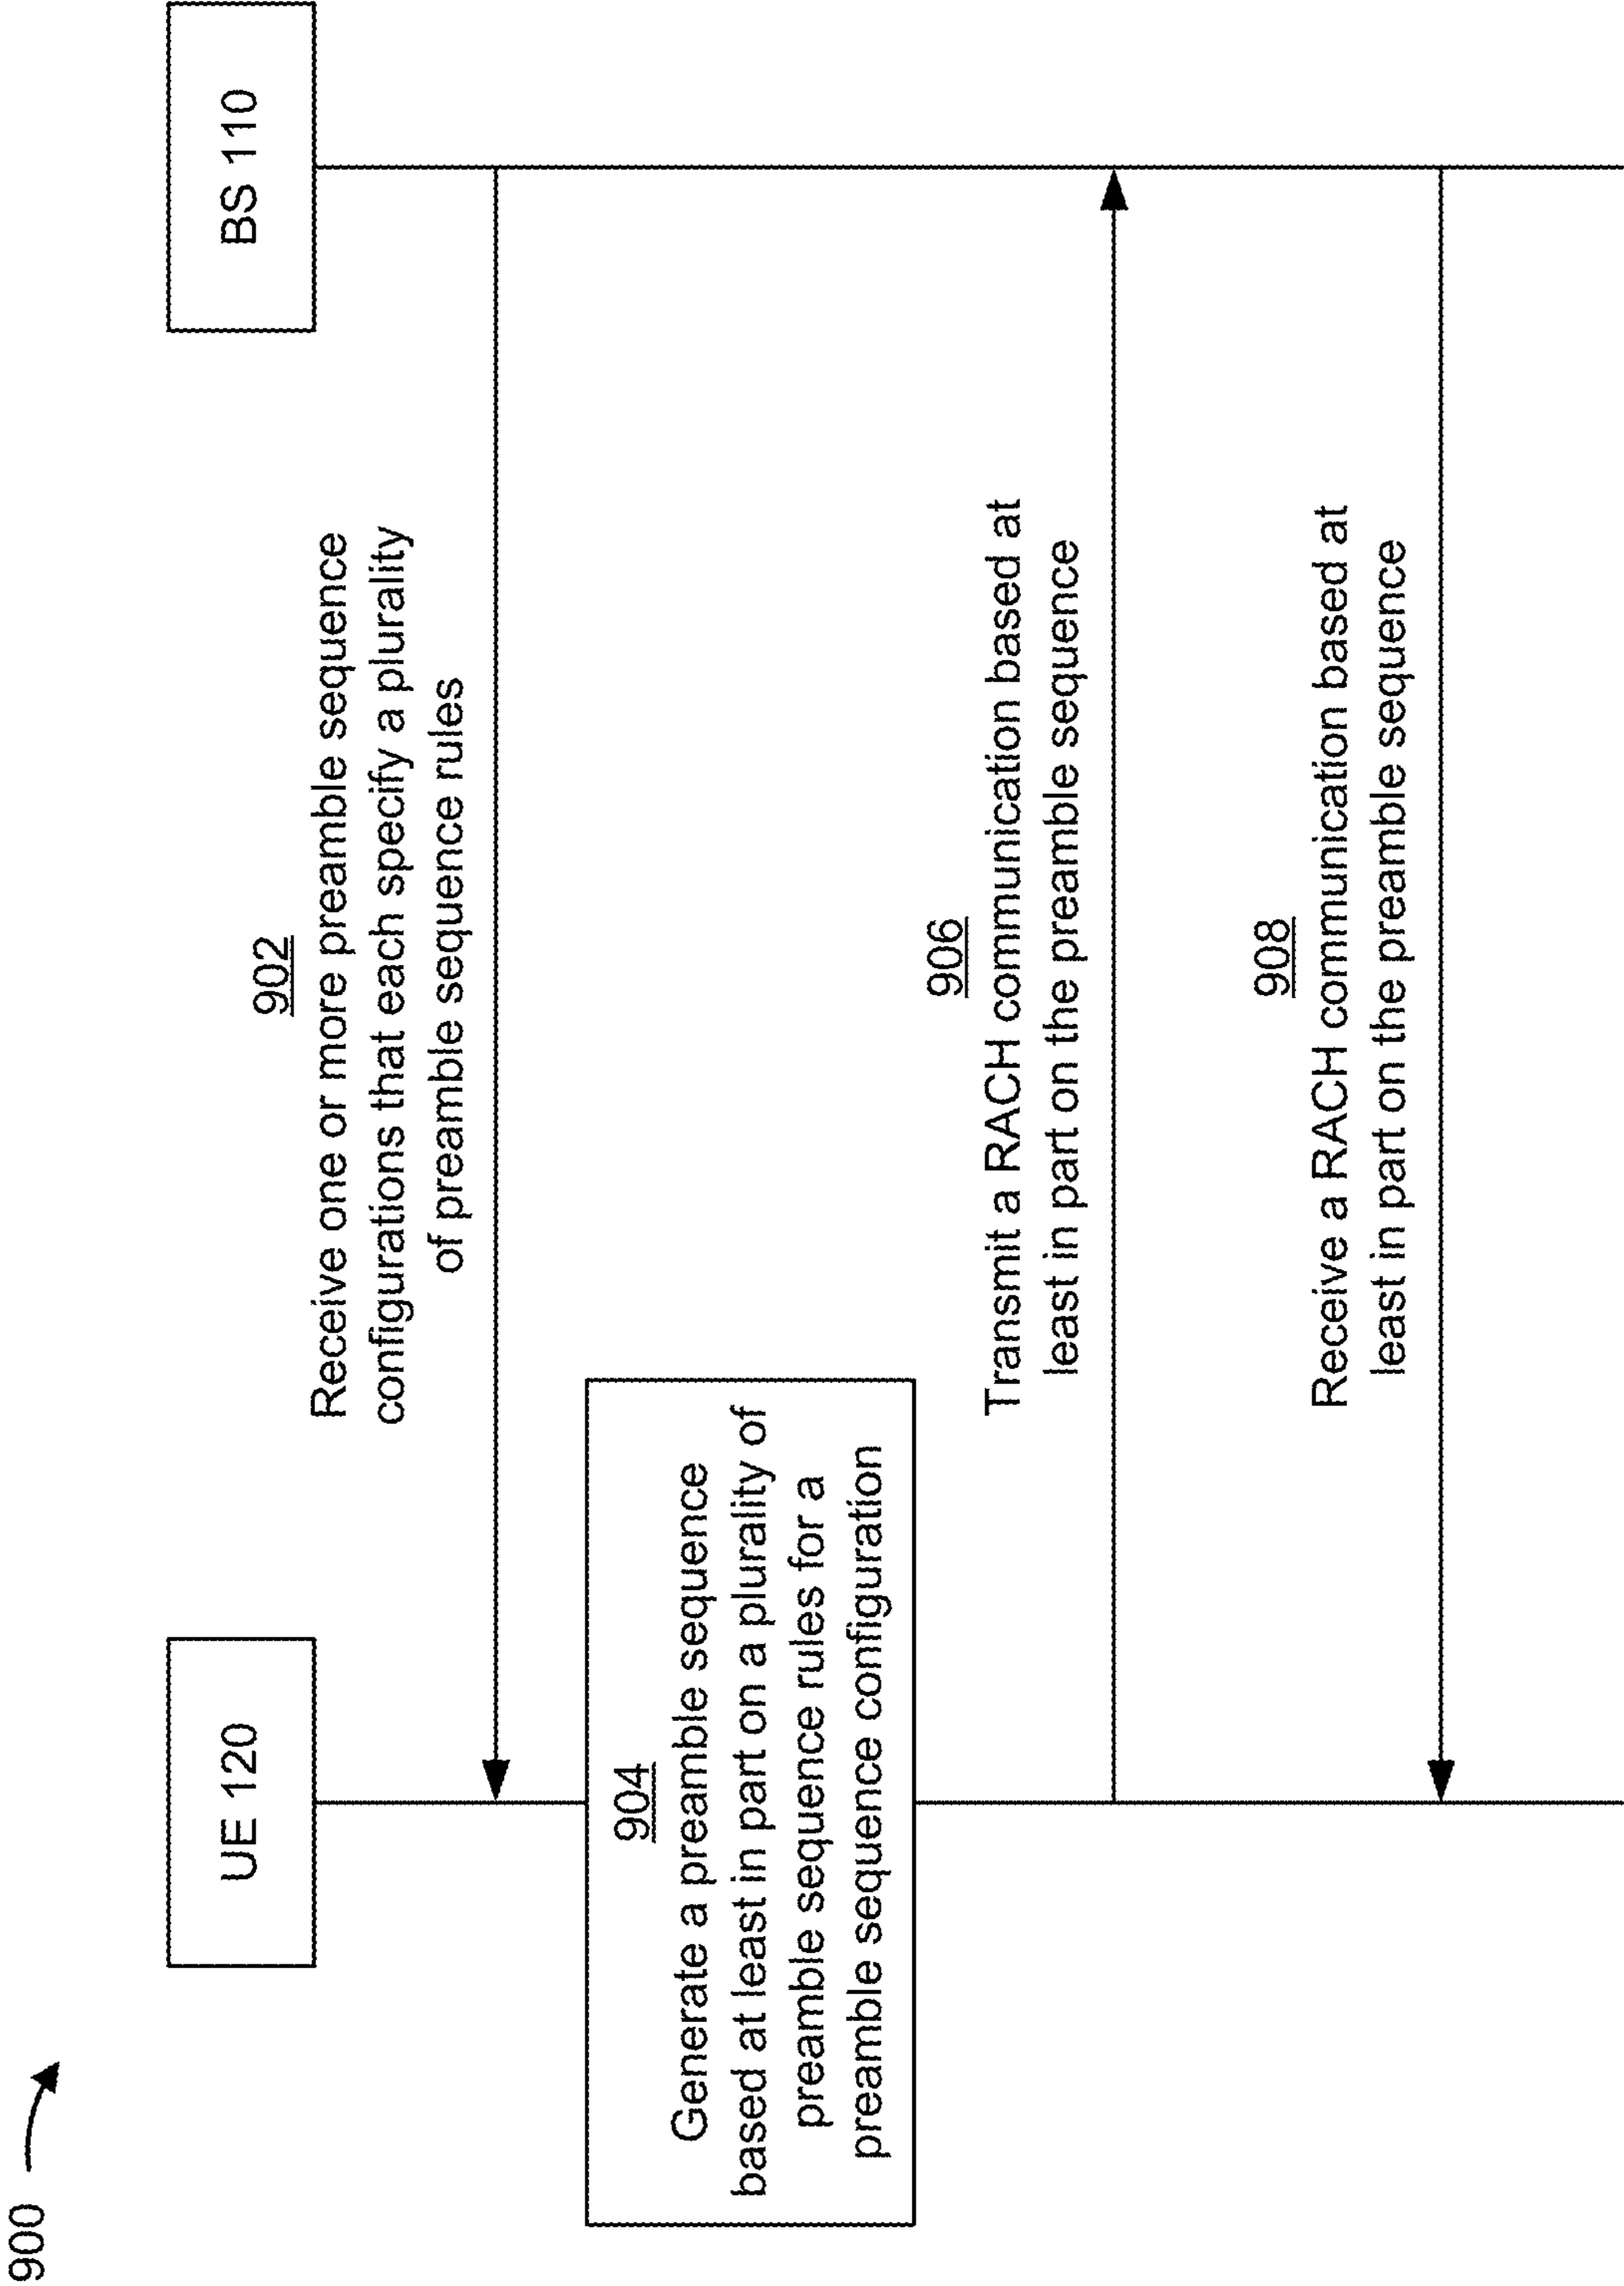 900
UE 120
BS 110
902
Receive one or more preamble sequence
configurations that each specify a plurality
of preamble sequence rules
904
Generate a preamble sequence
based at least in part on a plurality of
preamble sequence rules for a
preamble sequence configuration
906
Transmit a RACH communication based at
least in part on the preamble sequence
908
Receive a RACH communication based at
least in part on the preamble sequence